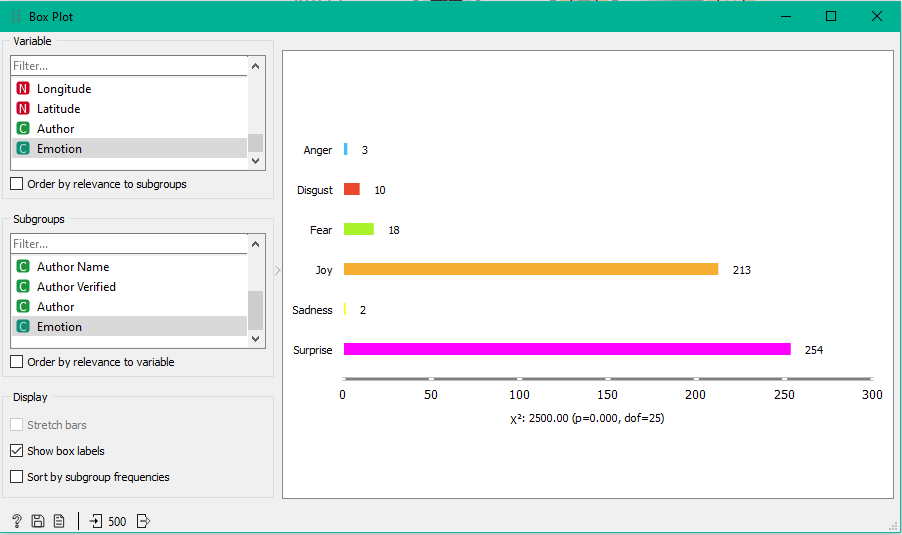 Box Plot
Variable
Filter...
N Longitude
N Latitude
C Author
C Emotion
Order by relevance to subgroups
Subgroups
Filter...
C Author Name
C Author Verified
C Author
C Emotion
Order by relevance to variable
Display
Stretch bars
Show box labels
Sort by subgroup frequencies
? 500
Anger 3
Disgust 10
Fear 18
Joy 213
Sadness 2
Surprise 254
0 50 100 150 200 250 300
χ²: 2500.00 (p=0.000, dof=25)